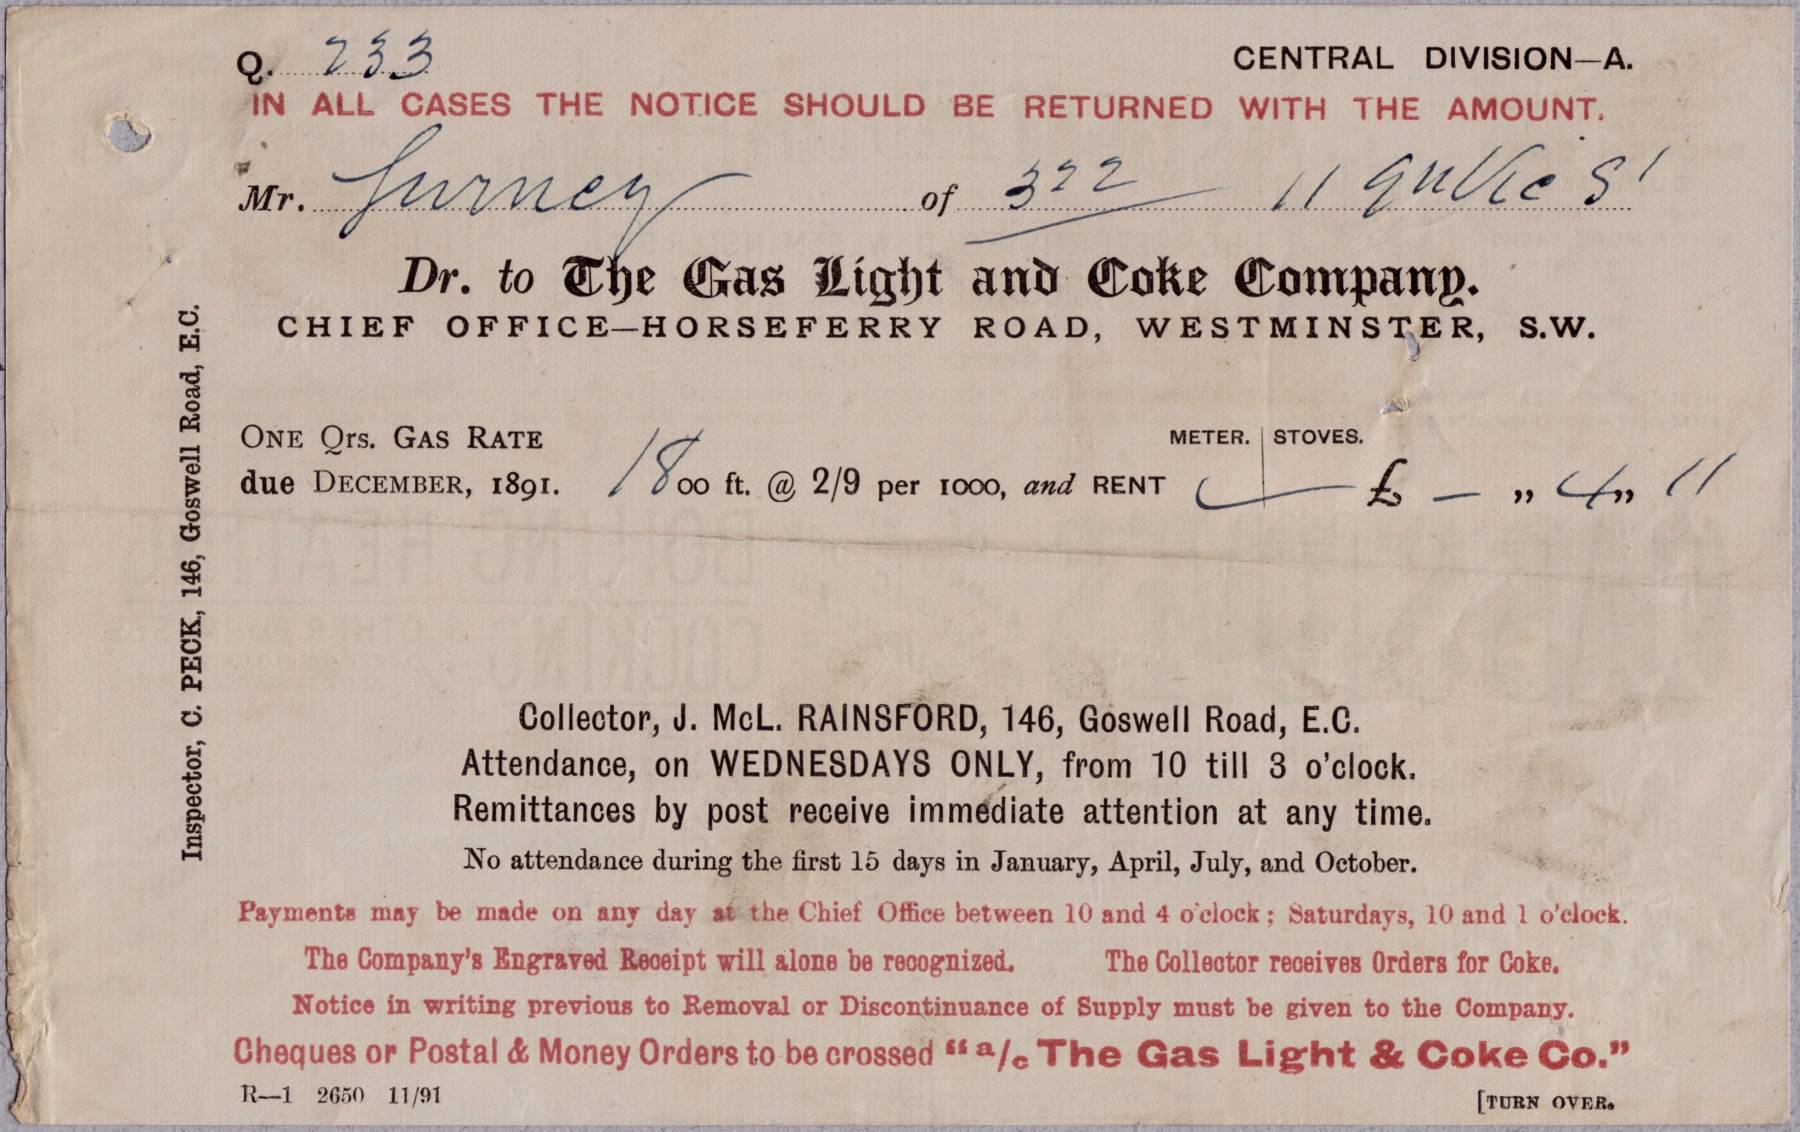 Q. 233 CENTRAL DIVISION—A.
IN ALL CASES THE NOTICE SHOULD BE RETURNED WITH THE AMOUNT.
Mr. Gurney of 322 11 S'
Dr. to The Gas Light and Coke Company.
CHIEF OFFICE—HORSEFERRY ROAD, WESTMINSTER, S.W.
Inspector, C. PECK, 146, Goswell Road, E.C.
METER. STOVES.
ONE Qrs. GAS RATE
due DECEMBER, 1891. 1800 ft. @ 2/9 per 1000, and RENT £ — „ 4 „ 11
Collector, J. McL. RAINSFORD, 146, Goswell Road, E.C.
Attendance, on WEDNESDAYS ONLY, from 10 till 3 o'clock.
Remittances by post receive immediate attention at any time.
No attendance during the first 15 days in January, April, July, and October.
Payments may be made on any day at the Chief Office between 10 and 4 o'clock; Saturdays, 10 and 1 o'clock.
The Company's Engraved Receipt will alone be recognized. The Collector receives Orders for Coke.
Notice in writing previous to Removal or Discontinuance of Supply must be given to the Company.
Cheques or Postal & Money Orders to be crossed "a/c The Gas Light & Coke Co."
R—1 2650 11/91 [TURN OVER.